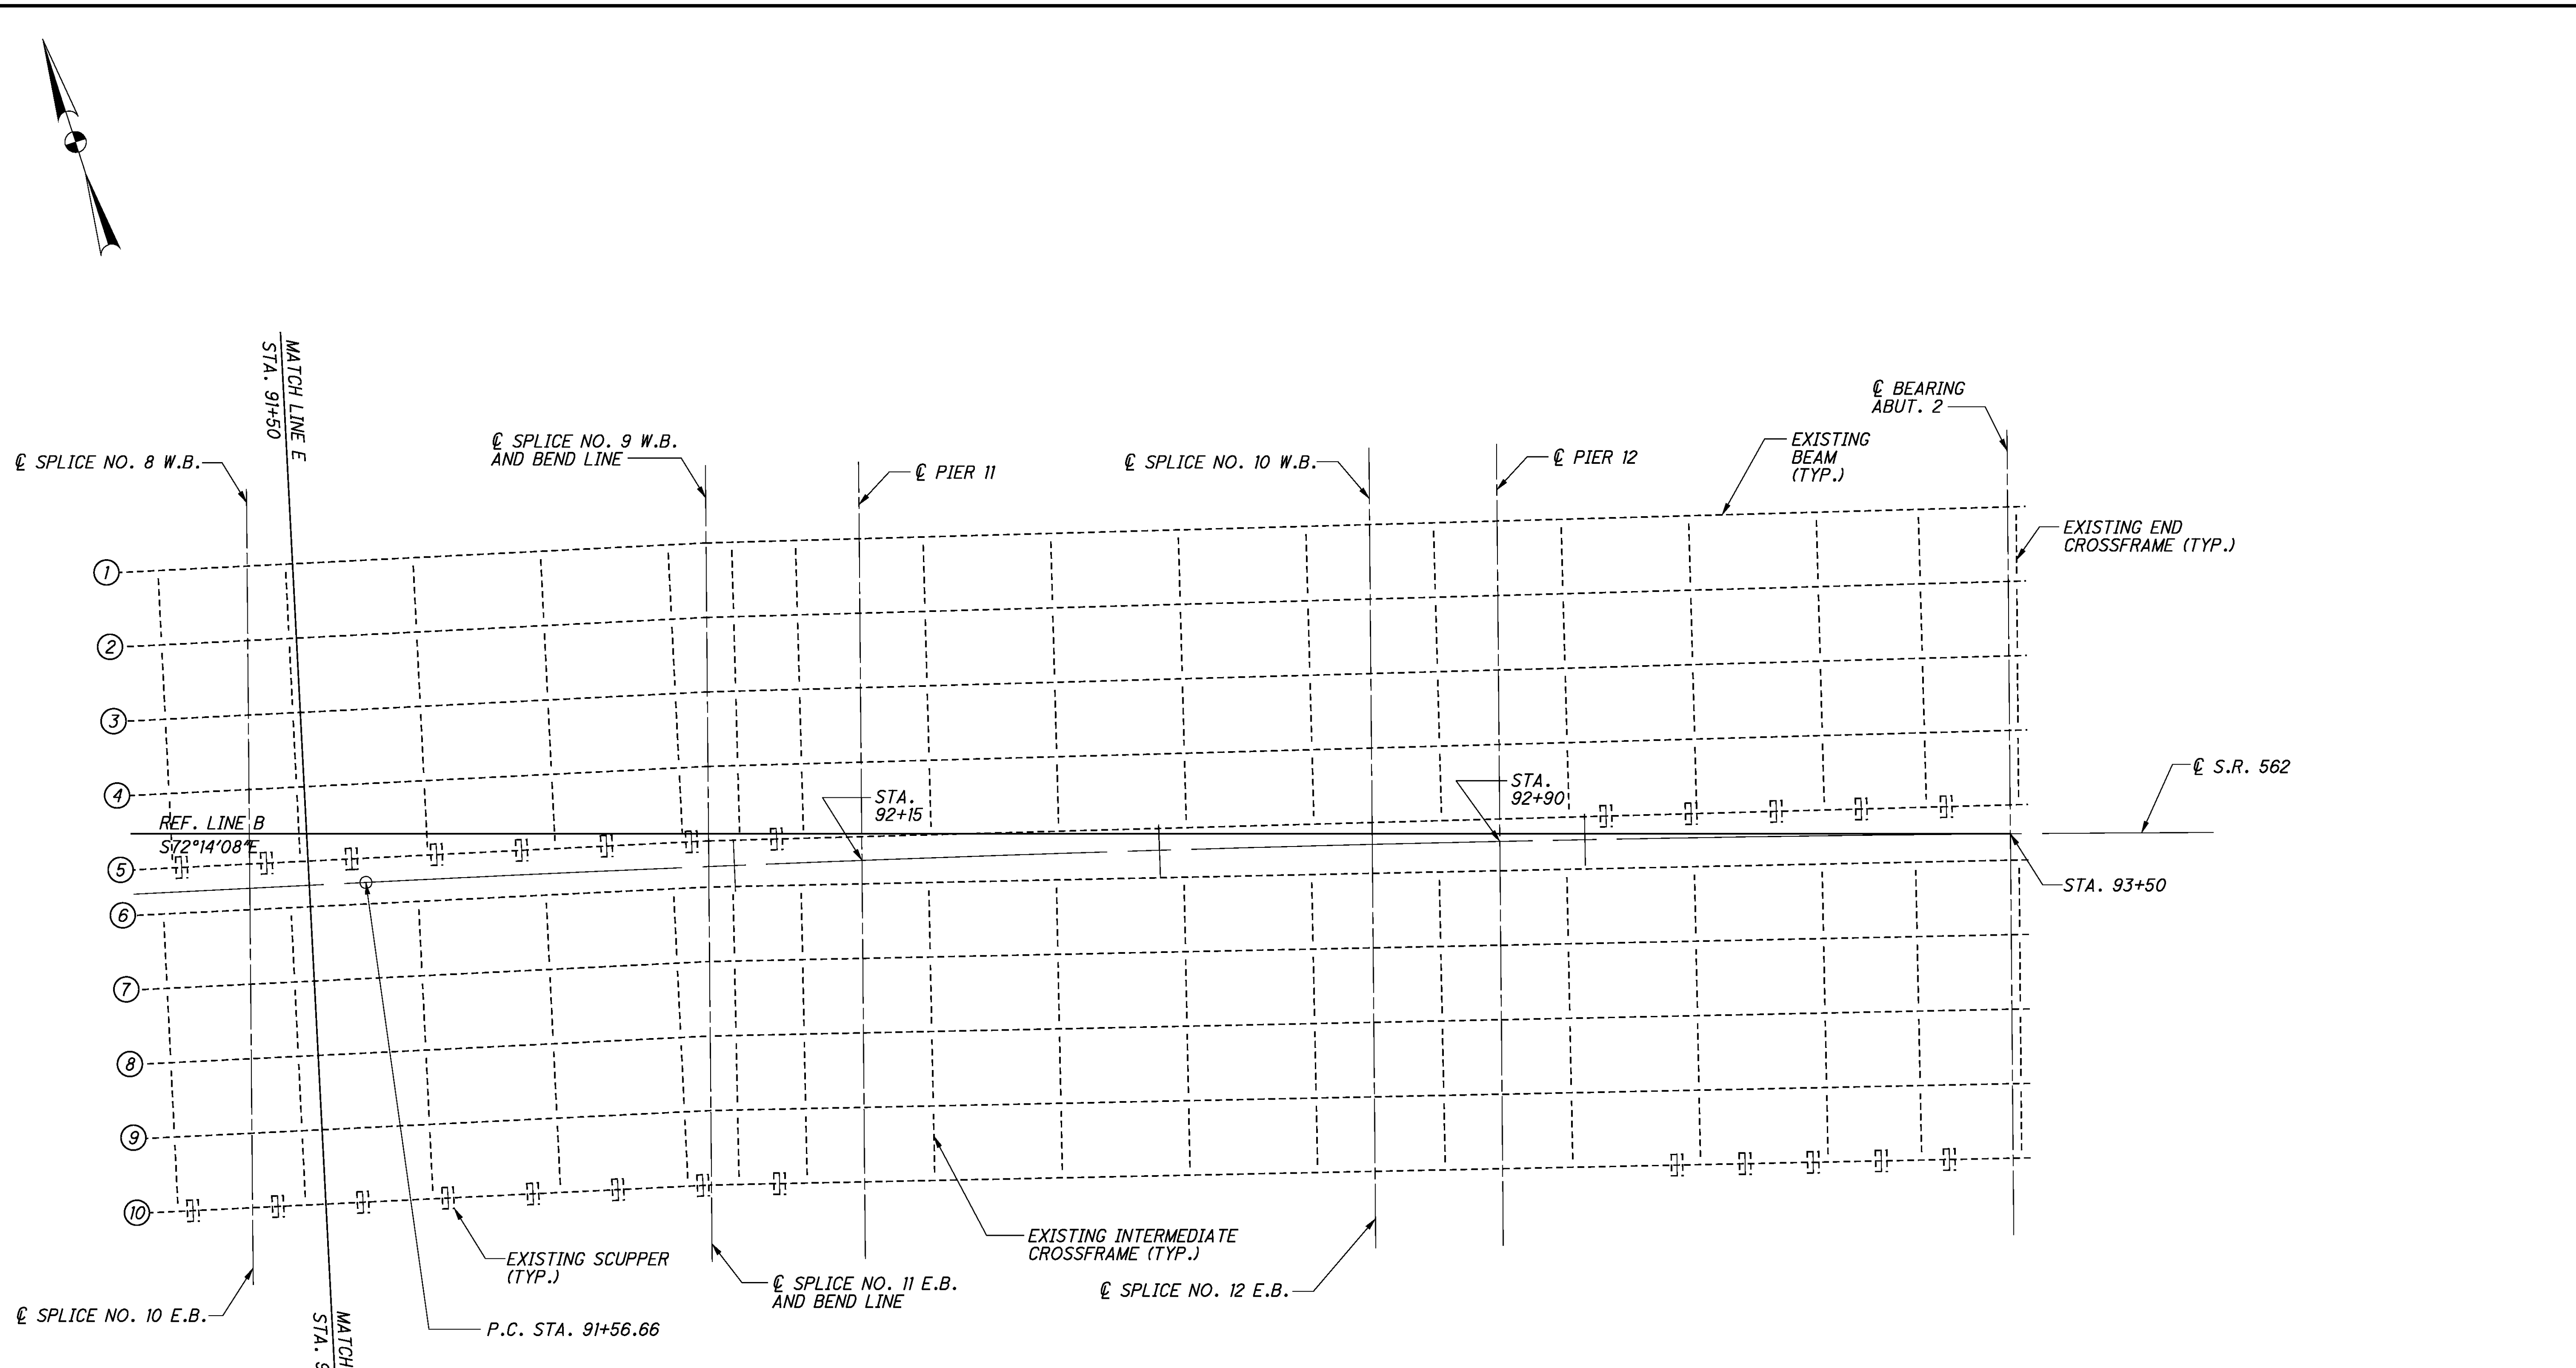 MATCH LINE E
STA. 91+50
℄ SPLICE NO. 8 W.B.
℄ SPLICE NO. 9 W.B.
AND BEND LINE
℄ PIER 11
℄ SPLICE NO. 10 W.B.
℄ PIER 12
℄ BEARING
ABUT. 2
EXISTING
BEAM
(TYP.)
EXISTING END
CROSSFRAME (TYP.)
1
2
3
4
REF. LINE B
S72°14'08"E
5
6
7
8
9
10
STA.
92+15
STA.
92+90
℄ S.R. 562
STA. 93+50
EXISTING SCUPPER
(TYP.)
EXISTING INTERMEDIATE
CROSSFRAME (TYP.)
℄ SPLICE NO. 11 E.B.
AND BEND LINE
℄ SPLICE NO. 12 E.B.
℄ SPLICE NO. 10 E.B.
P.C. STA. 91+56.66
MATCH
STA.